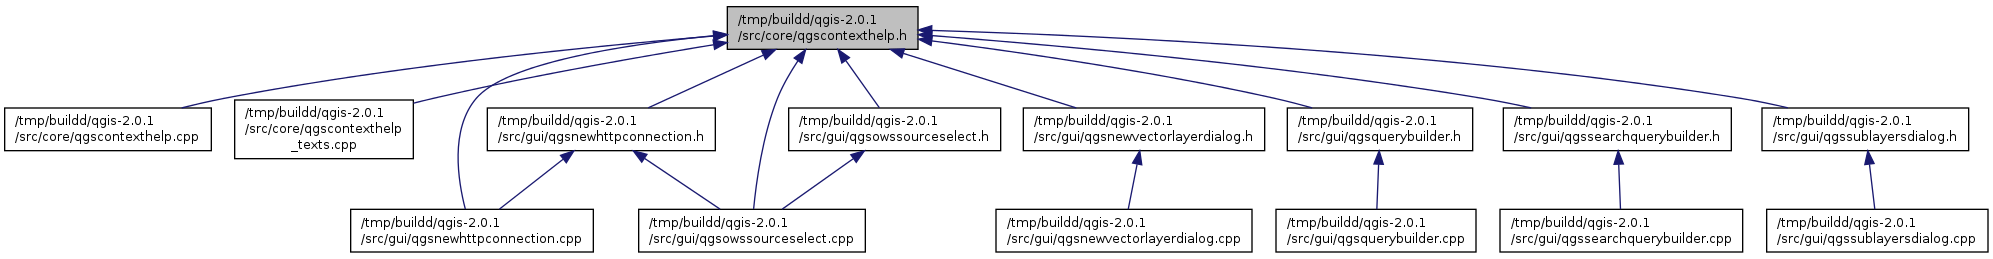 /tmp/buildd/qgis-2.0.1
/src/core/qgscontexthelp.h
/tmp/buildd/qgis-2.0.1
/src/core/qgscontexthelp.cpp
/tmp/buildd/qgis-2.0.1
/src/core/qgscontexthelp
_texts.cpp
/tmp/buildd/qgis-2.0.1
/src/gui/qgsnewhttpconnection.h
/tmp/buildd/qgis-2.0.1
/src/gui/qgsowssourceselect.h
/tmp/buildd/qgis-2.0.1
/src/gui/qgsnewvectorlayerdialog.h
/tmp/buildd/qgis-2.0.1
/src/gui/qgsquerybuilder.h
/tmp/buildd/qgis-2.0.1
/src/gui/qgssearchquerybuilder.h
/tmp/buildd/qgis-2.0.1
/src/gui/qgssublayersdialog.h
/tmp/buildd/qgis-2.0.1
/src/gui/qgsnewhttpconnection.cpp
/tmp/buildd/qgis-2.0.1
/src/gui/qgsowssourceselect.cpp
/tmp/buildd/qgis-2.0.1
/src/gui/qgsnewvectorlayerdialog.cpp
/tmp/buildd/qgis-2.0.1
/src/gui/qgsquerybuilder.cpp
/tmp/buildd/qgis-2.0.1
/src/gui/qgssearchquerybuilder.cpp
/tmp/buildd/qgis-2.0.1
/src/gui/qgssublayersdialog.cpp